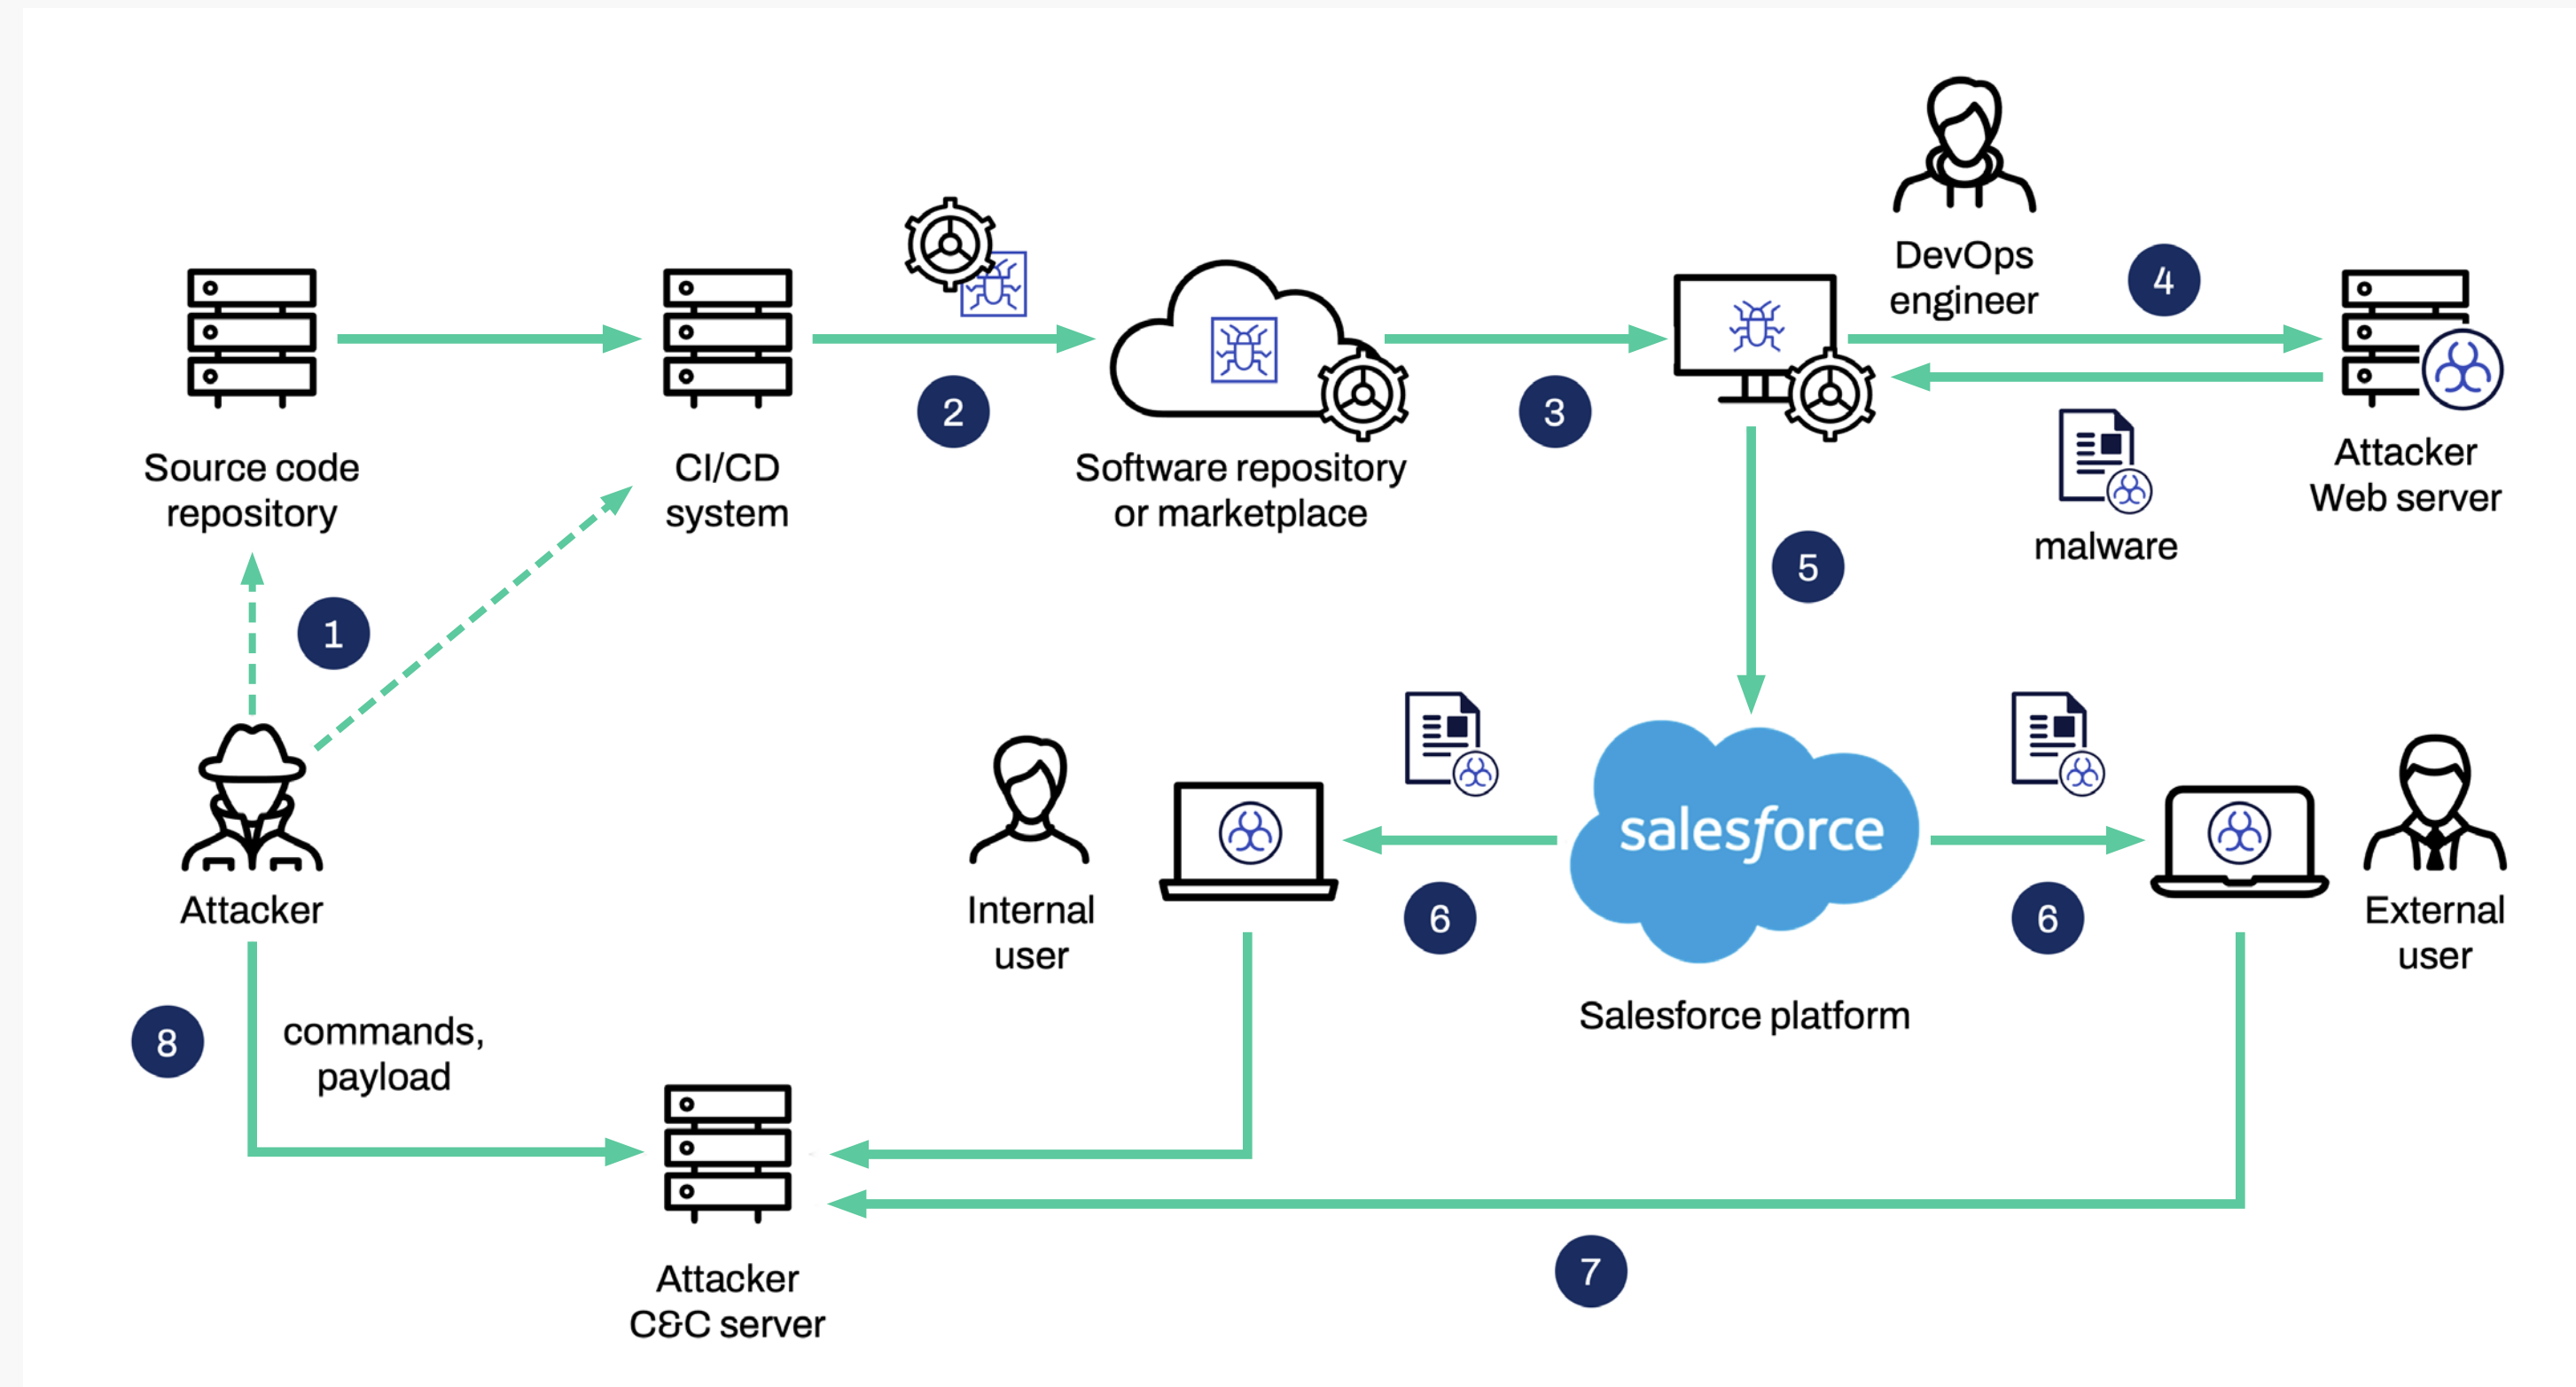 DevOps
engineer
4
2
3
Source code
repository
CI/CD
system
Software repository
or marketplace
Attacker
Web server
malware
5
1
salesforce
Attacker
Internal
user
6
6
External
user
Salesforce platform
8
commands,
payload
Attacker
C&C server
7